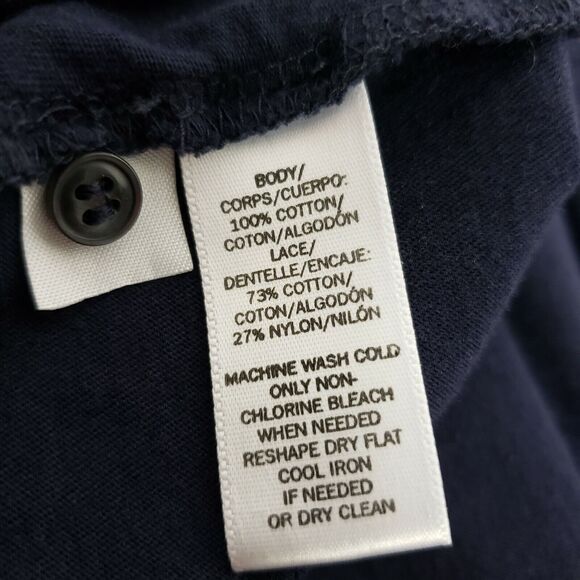 BODY/
CORPS/CUERPO:
100% COTTON/
COTON/ALGODÓN
LACE/
DENTELLE/ENCAJE:
73% COTTON/
COTON/ALGODÓN
27% NYLON/NILÓN
MACHINE WASH COLD
ONLY NON-
CHLORINE BLEACH
WHEN NEEDED
RESHAPE DRY FLAT
COOL IRON
IF NEEDED
OR DRY CLEAN